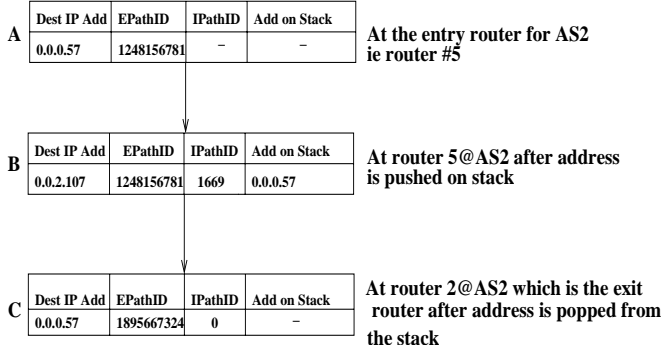 Dest IP Add EPathID IPathID Add on Stack
A
0.0.0.57 1248156781 – –
At the entry router for AS2
ie router #5
Dest IP Add EPathID IPathID Add on Stack
B
0.0.2.107 1248156781 1669 0.0.0.57
At router 5@AS2 after address
is pushed on stack
Dest IP Add EPathID IPathID Add on Stack
C
0.0.0.57 1895667324 0 –
At router 2@AS2 which is the exit
router after address is popped from
the stack